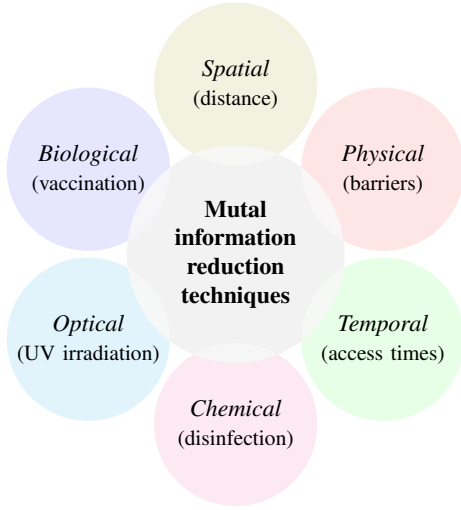 Spatial
(distance)
Biological
(vaccination)
Physical
(barriers)
Mutal
information
reduction
techniques
Optical
(UV irradiation)
Temporal
(access times)
Chemical
(disinfection)